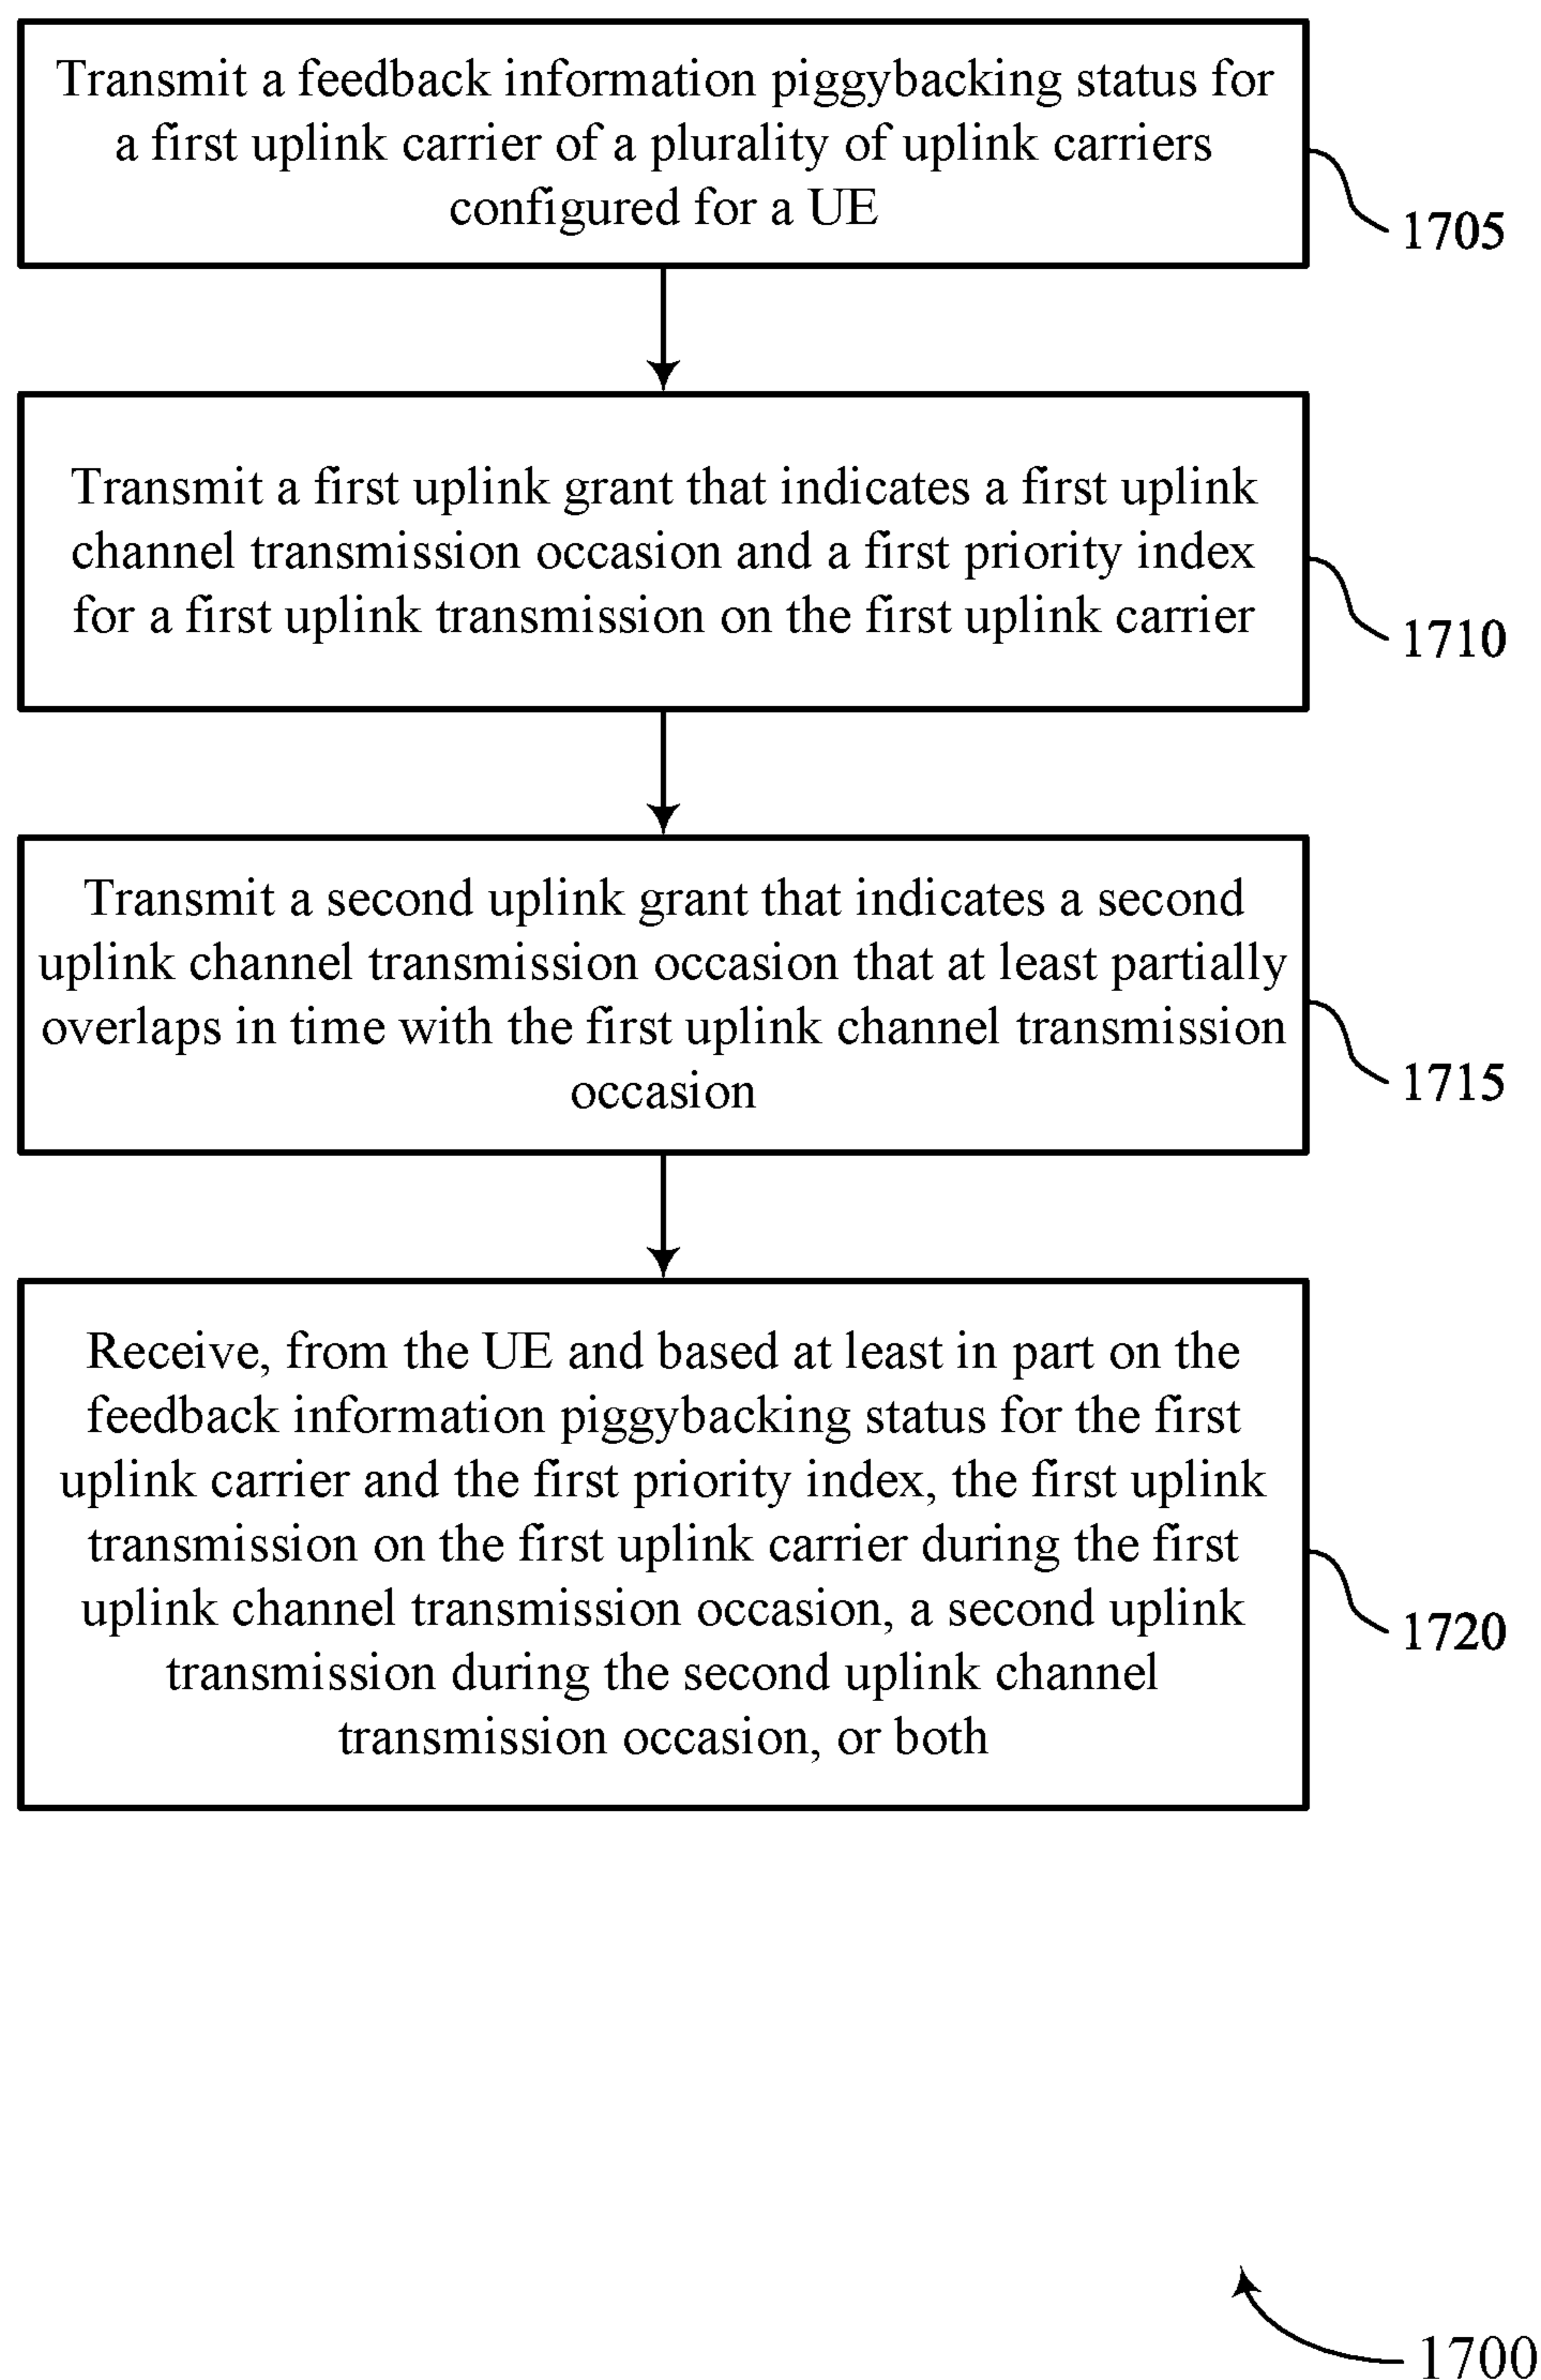 Transmit a feedback information piggybacking status for
a first uplink carrier of a plurality of uplink carriers
configured for a UE
1705
Transmit a first uplink grant that indicates a first uplink
channel transmission occasion and a first priority index
for a first uplink transmission on the first uplink carrier
1710
Transmit a second uplink grant that indicates a second
uplink channel transmission occasion that at least partially
overlaps in time with the first uplink channel transmission
occasion
1715
Receive, from the UE and based at least in part on the
feedback information piggybacking status for the first
uplink carrier and the first priority index, the first uplink
transmission on the first uplink carrier during the first
uplink channel transmission occasion, a second uplink
transmission during the second uplink channel
transmission occasion, or both
1720
1700